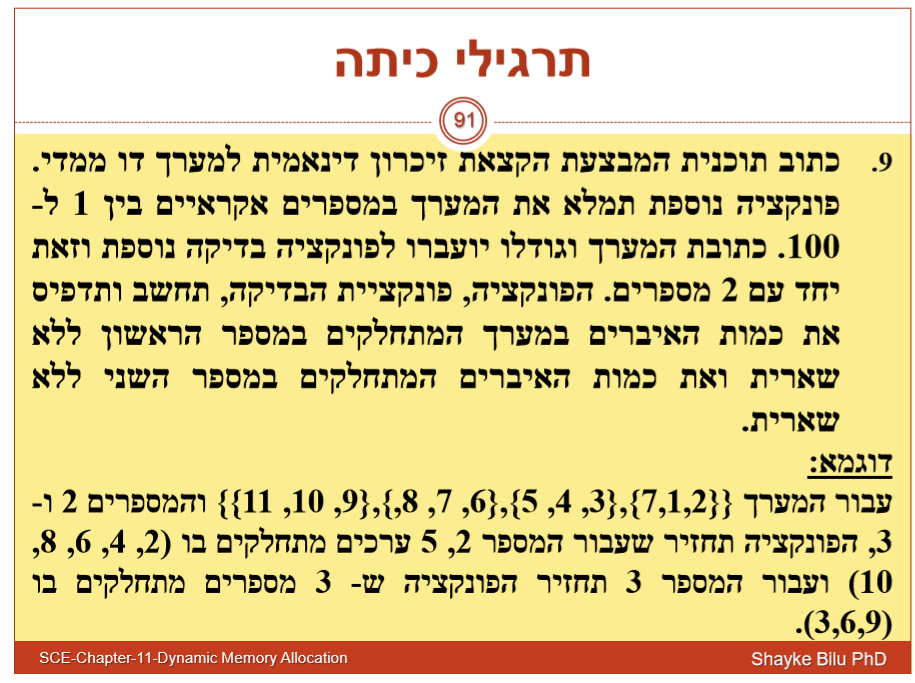 תרגילי כיתה
91
9. כתוב תוכנית המבצעת הקצאת זיכרון דינאמית למערך דו ממדי.
פונקציה נוספת תמלא את המערך במספרים אקראיים בין 1 ל-
100. כתובת המערך וגודלו יועברו לפונקציה בדיקה נוספת וזאת
יחד עם 2 מספרים. הפונקציה, פונקציית הבדיקה, תחשב ותדפיס
את כמות האיברים במערך המתחלקים במספר הראשון ללא
שארית ואת כמות האיברים המתחלקים במספר השני ללא
שארית.
דוגמא:
עבור המערך {{7,1,2},{3, 4, 5},{6, 7, 8,},{9, 10, 11}} והמספרים 2 ו-
3, הפונקציה תחזיר שעבור המספר 2, 5 ערכים מתחלקים בו (2, 4, 6, 8,
10) ועבור המספר 3 תחזיר הפונקציה ש- 3 מספרים מתחלקים בו
(3,6,9).
SCE-Chapter-11-Dynamic Memory Allocation
Shayke Bilu PhD